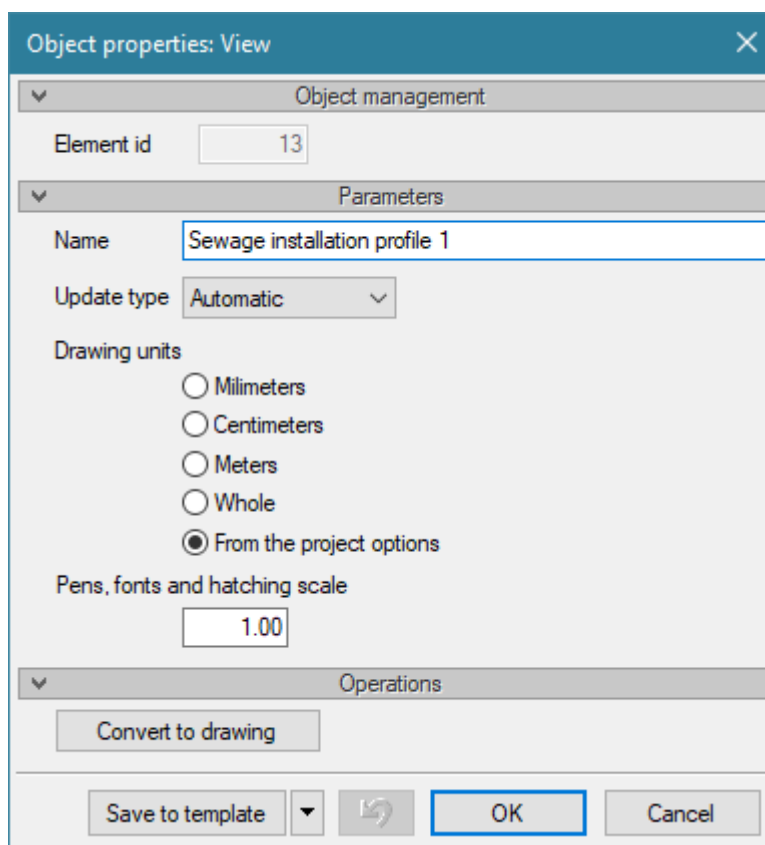 Object properties: View
Object management
Element id 13
Parameters
Name Sewage installation profile 1
Update type Automatic
Drawing units
Milimeters
Centimeters
Meters
Whole
From the project options
Pens, fonts and hatching scale
1.00
Operations
Convert to drawing
Save to template OK Cancel